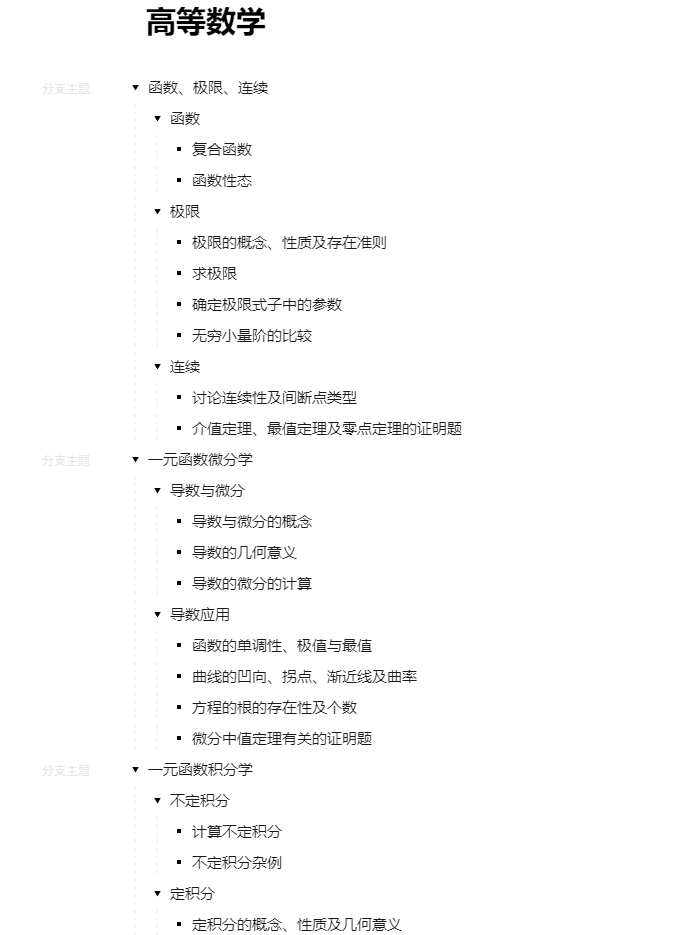 高等数学
分支主题 函数、极限、连续
函数
复合函数
函数性态
极限
极限的概念、性质及存在准则
求极限
确定极限式子中的参数
无穷小量阶的比较
连续
讨论连续性及间断点类型
介值定理、最值定理及零点定理的证明题
分支主题 一元函数微分学
导数与微分
导数与微分的概念
导数的几何意义
导数的微分的计算
导数应用
函数的单调性、极值与最值
曲线的凹向、拐点、渐近线及曲率
方程的根的存在性及个数
微分中值定理有关的证明题
分支主题 一元函数积分学
不定积分
计算不定积分
不定积分杂例
定积分
定积分的概念、性质及几何意义